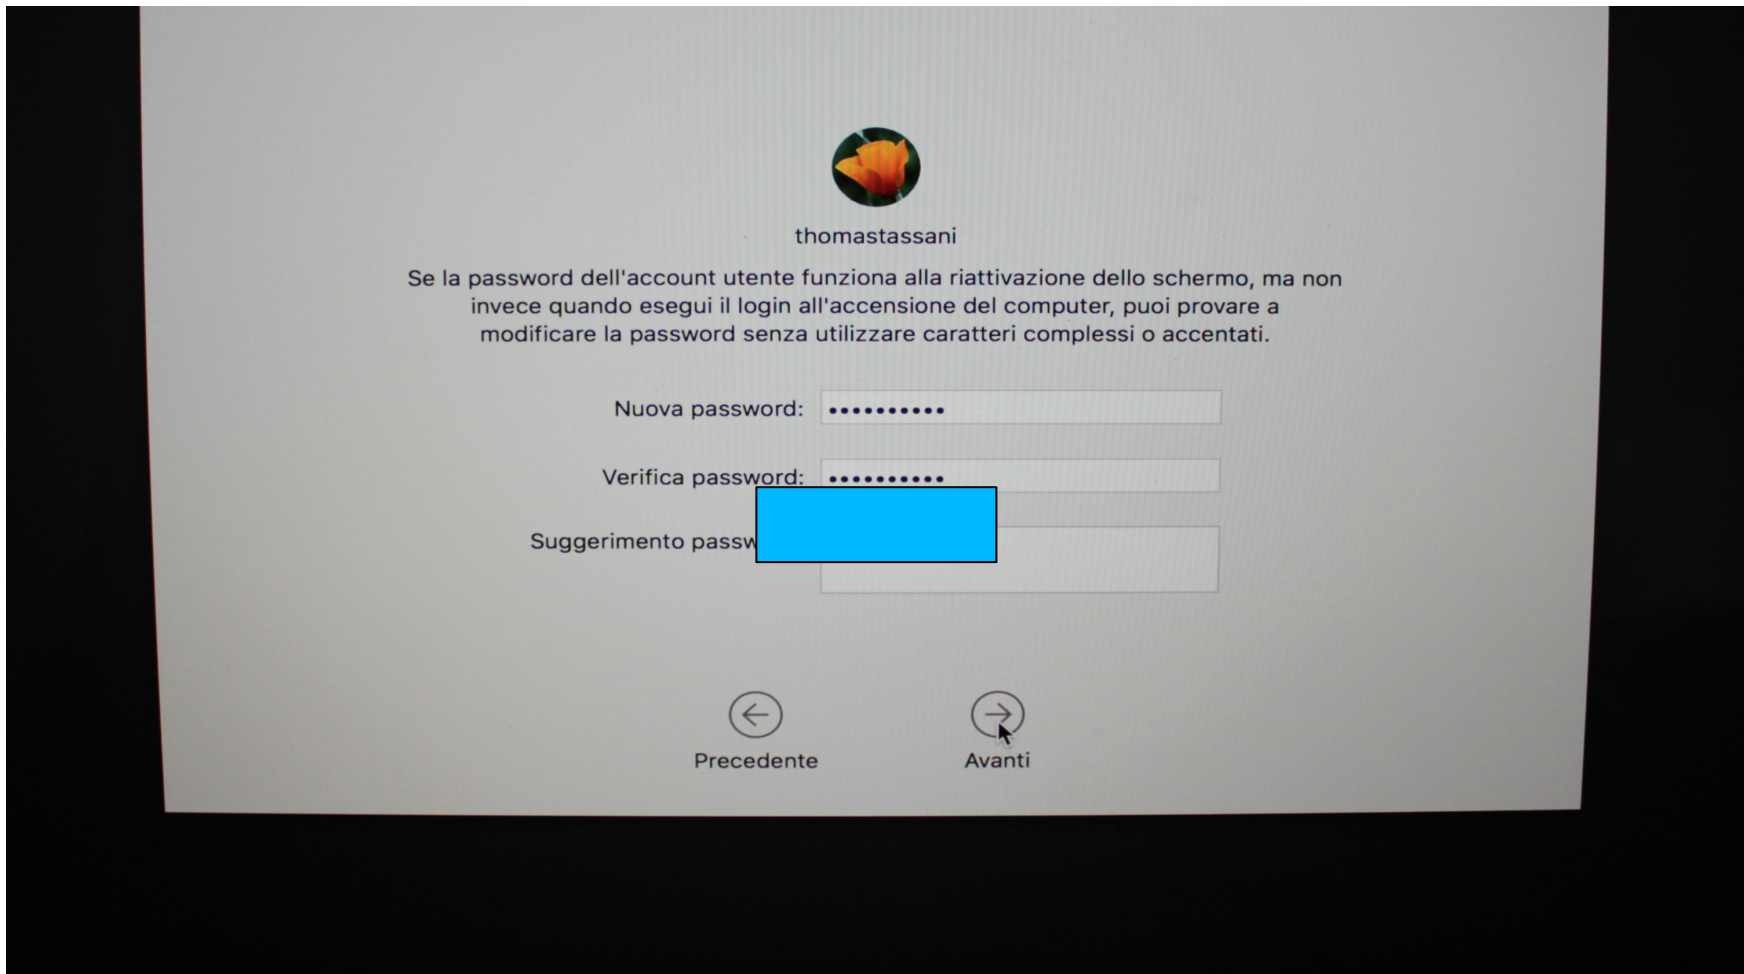 thomastassani
Se la password dell'account utente funziona alla riattivazione dello schermo, ma non
invece quando esegui il login all'accensione del computer, puoi provare a
modificare la password senza utilizzare caratteri complessi o accentati.
Nuova password: ••••••••••
Verifica password: ••••••••••
Suggerimento
Precedente
Avanti